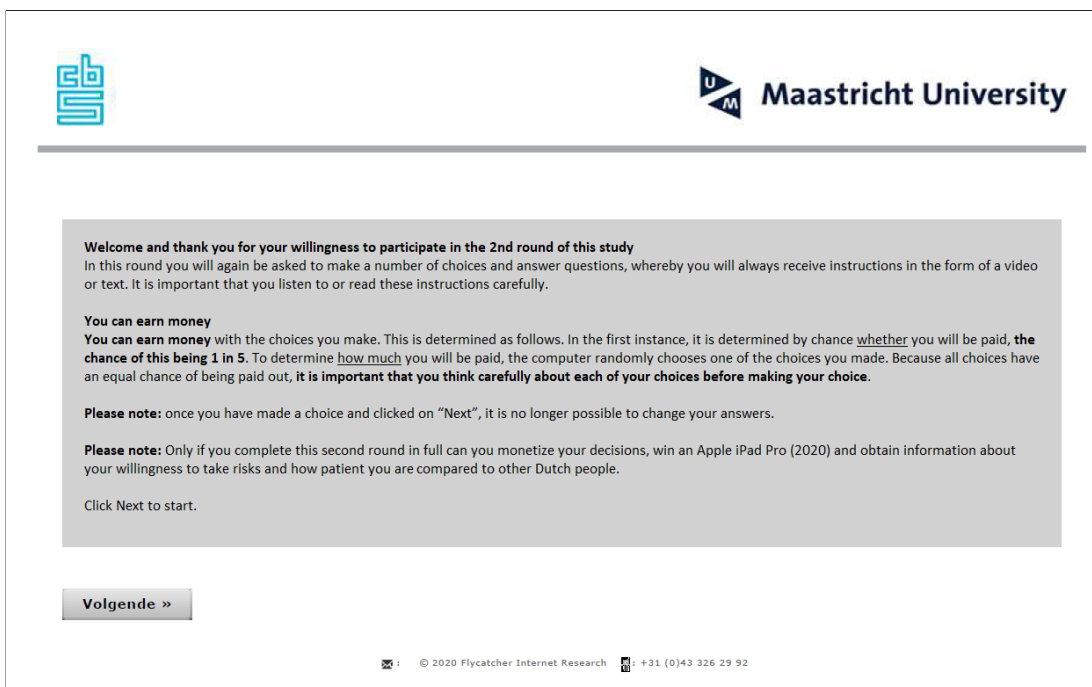 cbs
UM Maastricht University
Welcome and thank you for your willingness to participate in the 2nd round of this study
In this round you will again be asked to make a number of choices and answer questions, whereby you will always receive instructions in the form of a video
or text. It is important that you listen to or read these instructions carefully.
You can earn money
You can earn money with the choices you make. This is determined as follows. In the first instance, it is determined by chance whether you will be paid, the
chance of this being 1 in 5. To determine how much you will be paid, the computer randomly chooses one of the choices you made. Because all choices have
an equal chance of being paid out, it is important that you think carefully about each of your choices before making your choice.
Please note: once you have made a choice and clicked on “Next”, it is no longer possible to change your answers.
Please note: Only if you complete this second round in full can you monetize your decisions, win an Apple iPad Pro (2020) and obtain information about
your willingness to take risks and how patient you are compared to other Dutch people.
Click Next to start.
Volgende »
: © 2020 Flycatcher Internet Research : +31 (0)43 326 29 92